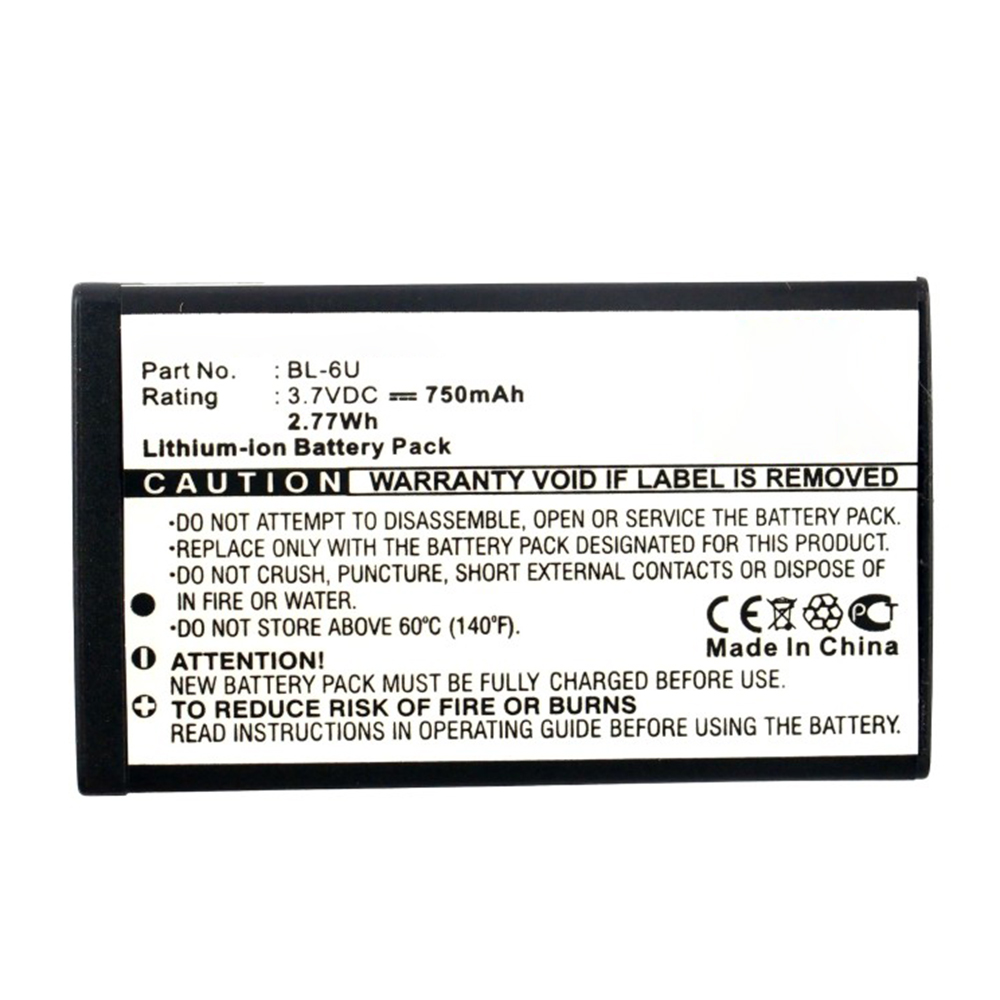 Part No. : BL-6U
Rating : 3.7VDC ⎓ 750mAh
2.77Wh
Lithium-ion Battery Pack
CAUTION WARRANTY VOID IF LABEL IS REMOVED
·DO NOT ATTEMPT TO DISASSEMBLE, OPEN OR SERVICE THE BATTERY PACK.
·REPLACE ONLY WITH THE BATTERY PACK DESIGNATED FOR THIS PRODUCT.
·DO NOT CRUSH, PUNCTURE, SHORT EXTERNAL CONTACTS OR DISPOSE OF
IN FIRE OR WATER.
·DO NOT STORE ABOVE 60°C (140°F).
CE PCT
Made In China
ATTENTION!
NEW BATTERY PACK MUST BE FULLY CHARGED BEFORE USE.
TO REDUCE RISK OF FIRE OR BURNS
READ INSTRUCTIONS IN OPERATING GUIDE BEFORE USING THE BATTERY.